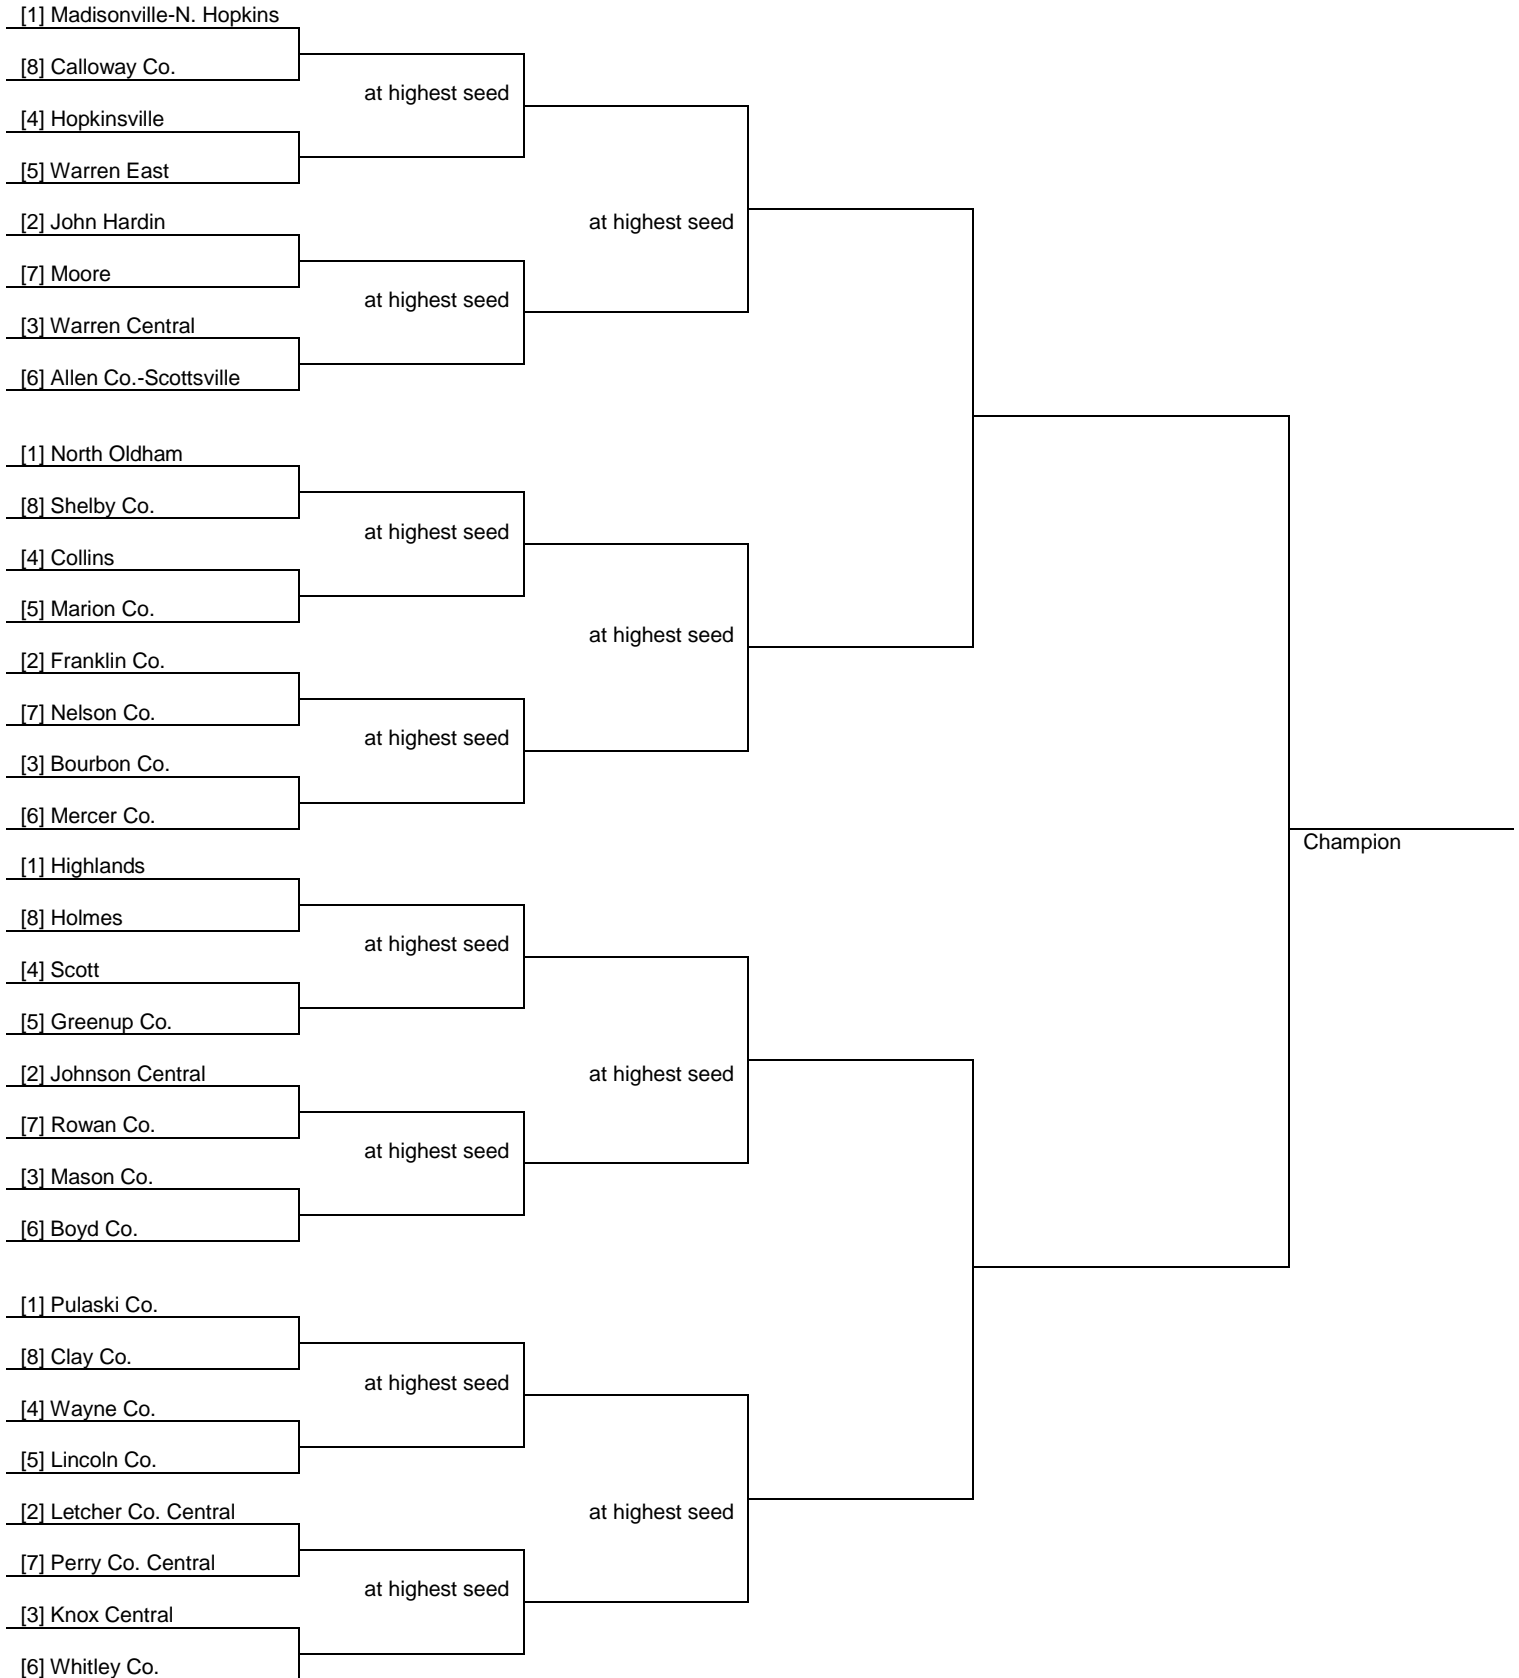 [1] Madisonville-N. Hopkins
[8] Calloway Co.
at highest seed
[4] Hopkinsville
[5] Warren East
[2] John Hardin
at highest seed
[7] Moore
at highest seed
[3] Warren Central
[6] Allen Co.-Scottsville
[1] North Oldham
[8] Shelby Co.
at highest seed
[4] Collins
[5] Marion Co.
at highest seed
[2] Franklin Co.
[7] Nelson Co.
at highest seed
[3] Bourbon Co.
[6] Mercer Co.
Champion
[1] Highlands
[8] Holmes
at highest seed
[4] Scott
[5] Greenup Co.
[2] Johnson Central
at highest seed
[7] Rowan Co.
at highest seed
[3] Mason Co.
[6] Boyd Co.
[1] Pulaski Co.
[8] Clay Co.
at highest seed
[4] Wayne Co.
[5] Lincoln Co.
[2] Letcher Co. Central
at highest seed
[7] Perry Co. Central
at highest seed
[3] Knox Central
[6] Whitley Co.